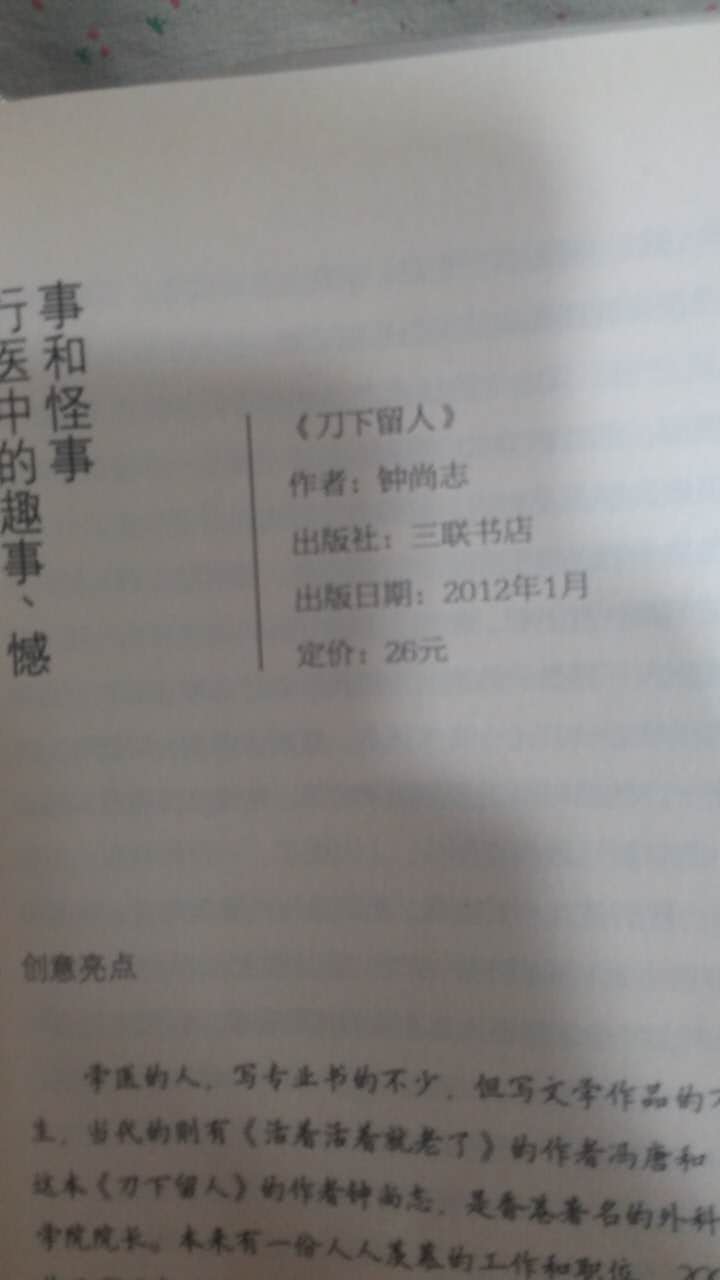 行医中的趣事、憾
事和怪事
《刀下留人》
作者：钟尚志
出版社：三联书店
出版日期：2012年1月
定价：26元
创意亮点
学医的人，写专业书的不少，但写文学作品的不
生，当代的则有《活着活着就老了》的作者冯唐和
这本《刀下留人》的作者钟尚志，是香港著名的外科
学院院长。本来有一份人人羡慕的工作和职位，200